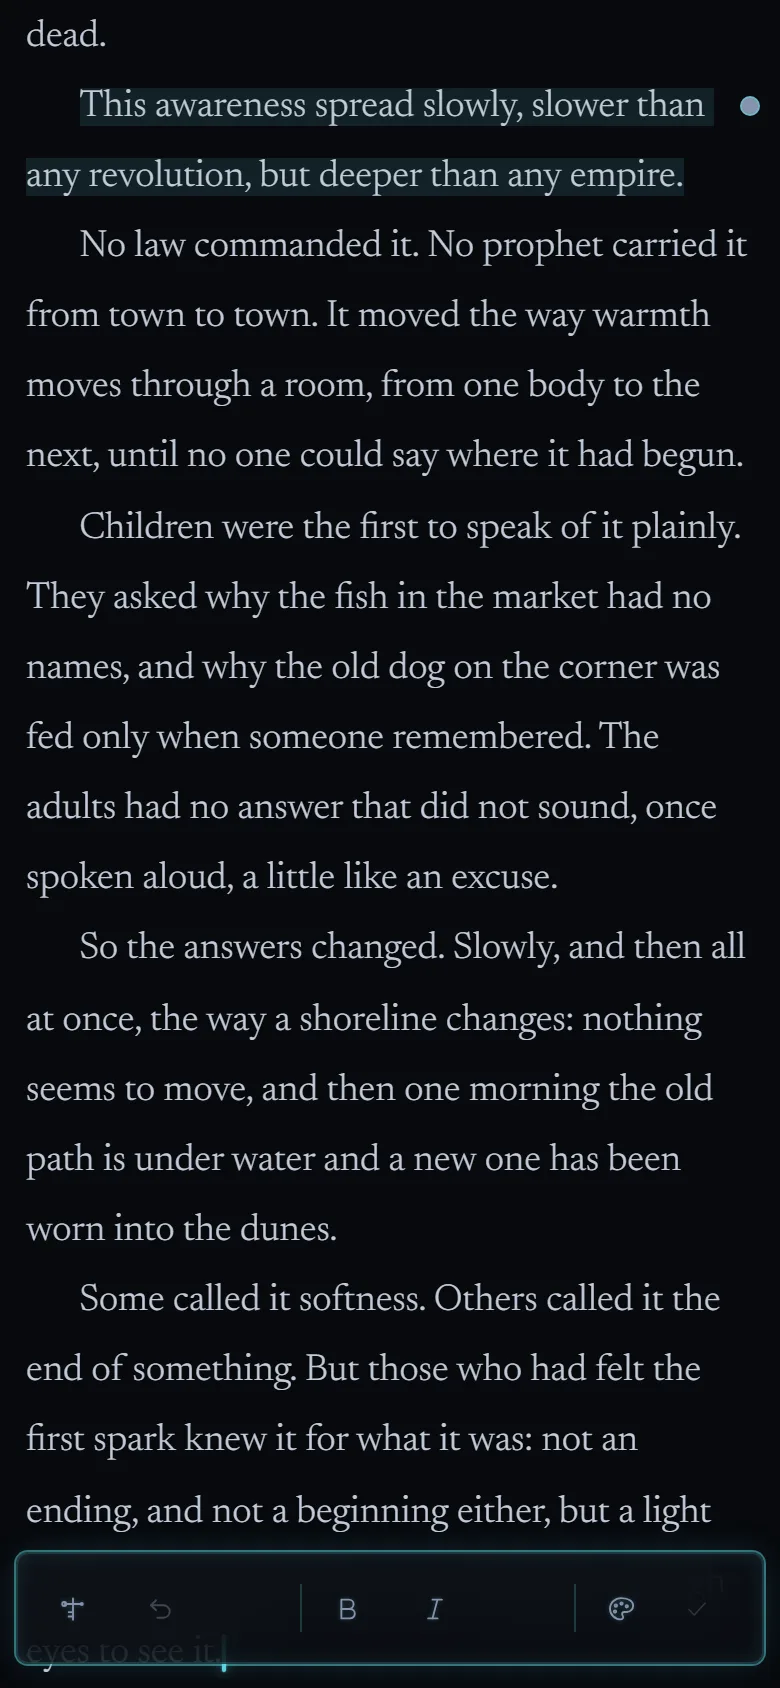 dead.
This awareness spread slowly, slower than
any revolution, but deeper than any empire.
No law commanded it. No prophet carried it
from town to town. It moved the way warmth
moves through a room, from one body to the
next, until no one could say where it had begun.
Children were the first to speak of it plainly.
They asked why the fish in the market had no
names, and why the old dog on the corner was
fed only when someone remembered. The
adults had no answer that did not sound, once
spoken aloud, a little like an excuse.
So the answers changed. Slowly, and then all
at once, the way a shoreline changes: nothing
seems to move, and then one morning the old
path is under water and a new one has been
worn into the dunes.
Some called it softness. Others called it the
end of something. But those who had felt the
first spark knew it for what it was: not an
ending, and not a beginning either, but a light
B I
eyes to see it.